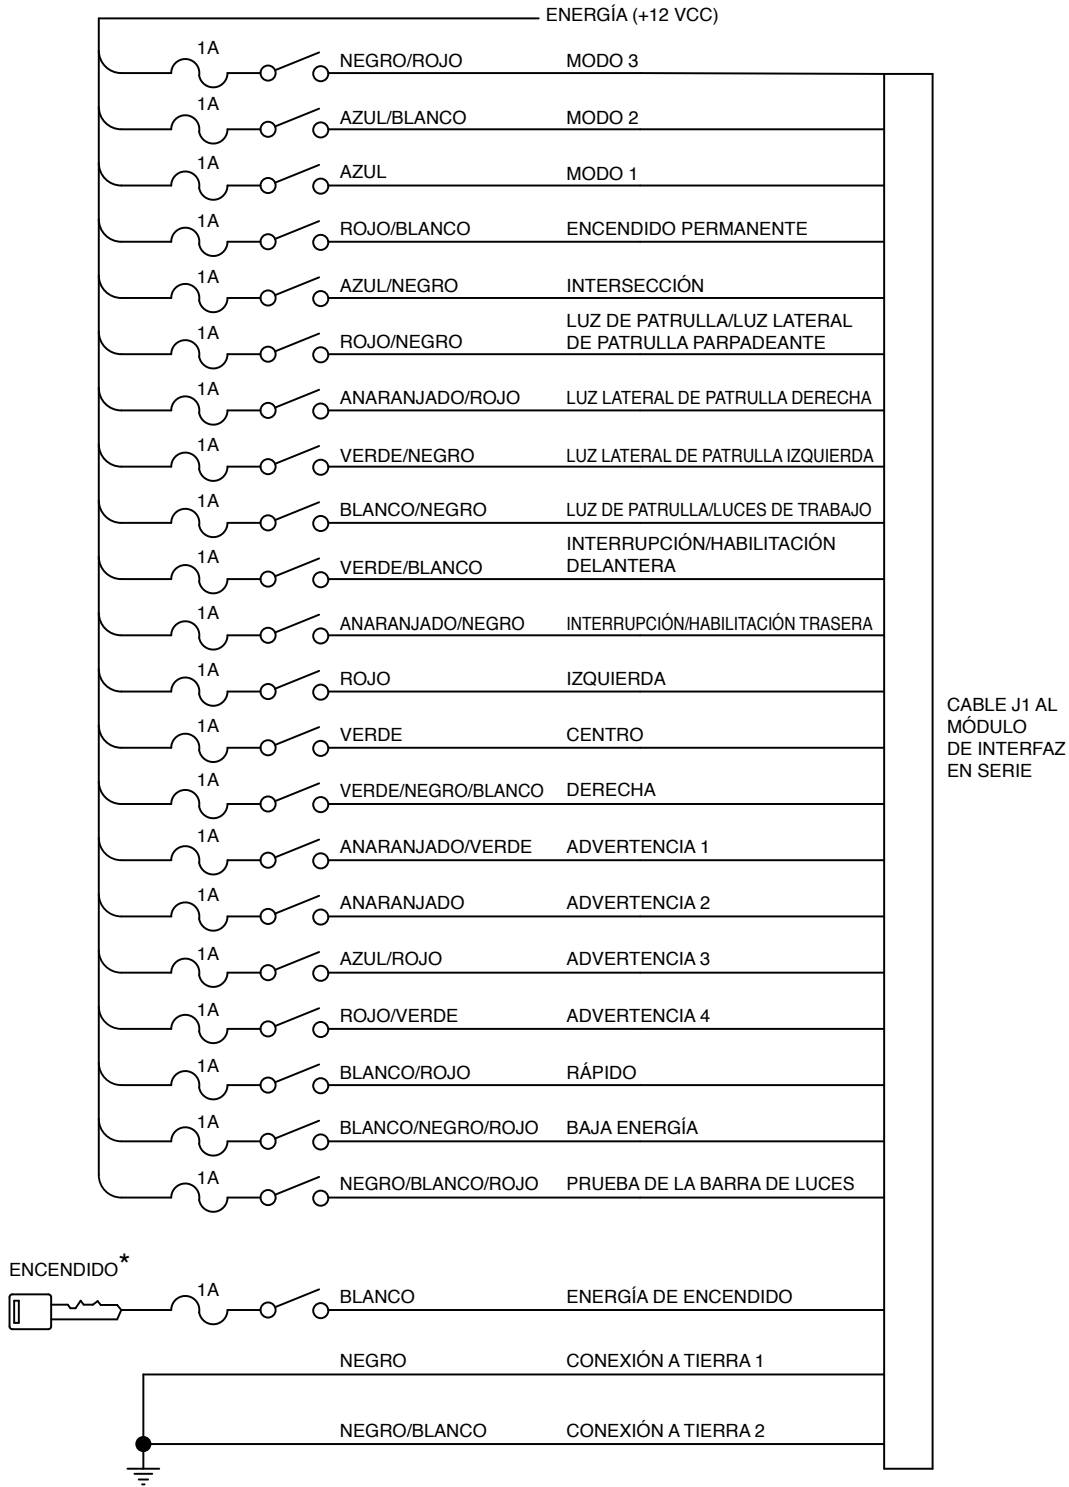 ENERGÍA (+12 VCC)
1A NEGRO/ROJO MODO 3
1A AZUL/BLANCO MODO 2
1A AZUL MODO 1
1A ROJO/BLANCO ENCENDIDO PERMANENTE
1A AZUL/NEGRO INTERSECCIÓN
LUZ DE PATRULLA/LUZ LATERAL
1A ROJO/NEGRO DE PATRULLA PARPADEANTE
1A ANARANJADO/ROJO LUZ LATERAL DE PATRULLA DERECHA
1A VERDE/NEGRO LUZ LATERAL DE PATRULLA IZQUIERDA
1A BLANCO/NEGRO LUZ DE PATRULLA/LUCES DE TRABAJO
INTERRUPCIÓN/HABILITACIÓN
1A VERDE/BLANCO DELANTERA
1A ANARANJADO/NEGRO INTERRUPCIÓN/HABILITACIÓN TRASERA
1A ROJO IZQUIERDA
1A VERDE CENTRO
1A VERDE/NEGRO/BLANCO DERECHA
1A ANARANJADO/VERDE ADVERTENCIA 1
1A ANARANJADO ADVERTENCIA 2
1A AZUL/ROJO ADVERTENCIA 3
1A ROJO/VERDE ADVERTENCIA 4
1A BLANCO/ROJO RÁPIDO
1A BLANCO/NEGRO/ROJO BAJA ENERGÍA
1A NEGRO/BLANCO/ROJO PRUEBA DE LA BARRA DE LUCES
ENCENDIDO*
1A BLANCO ENERGÍA DE ENCENDIDO
NEGRO CONEXIÓN A TIERRA 1
NEGRO/BLANCO CONEXIÓN A TIERRA 2
CABLE J1 AL
MÓDULO
DE INTERFAZ
EN SERIE